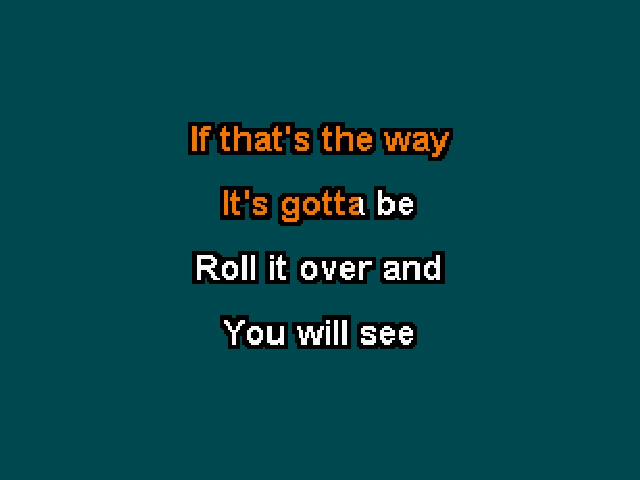 If that's the way
It's gotta be
Roll it over and
You will see